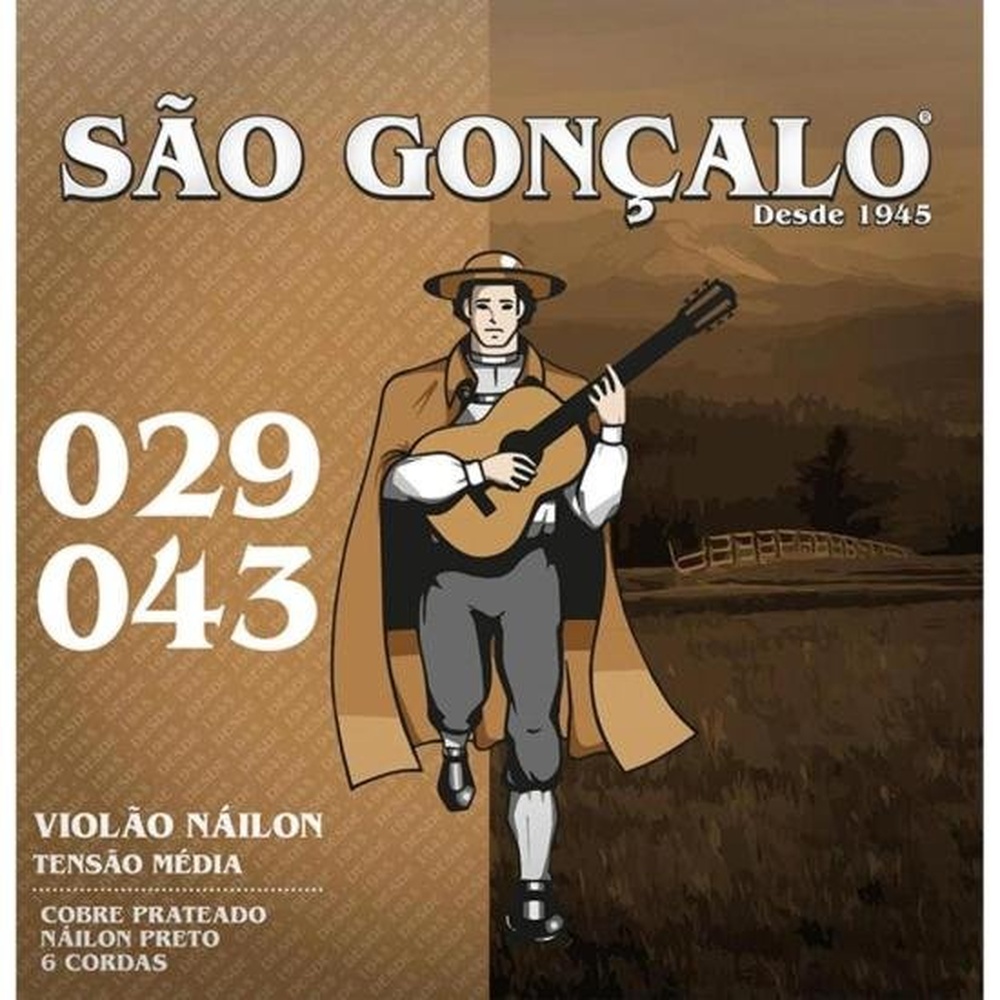 SÃO GONÇALO®
Desde 1945
029
043
VIOLÃO NÁILON
TENSÃO MÉDIA
COBRE PRATEADO
NÁILON PRETO
6 CORDAS